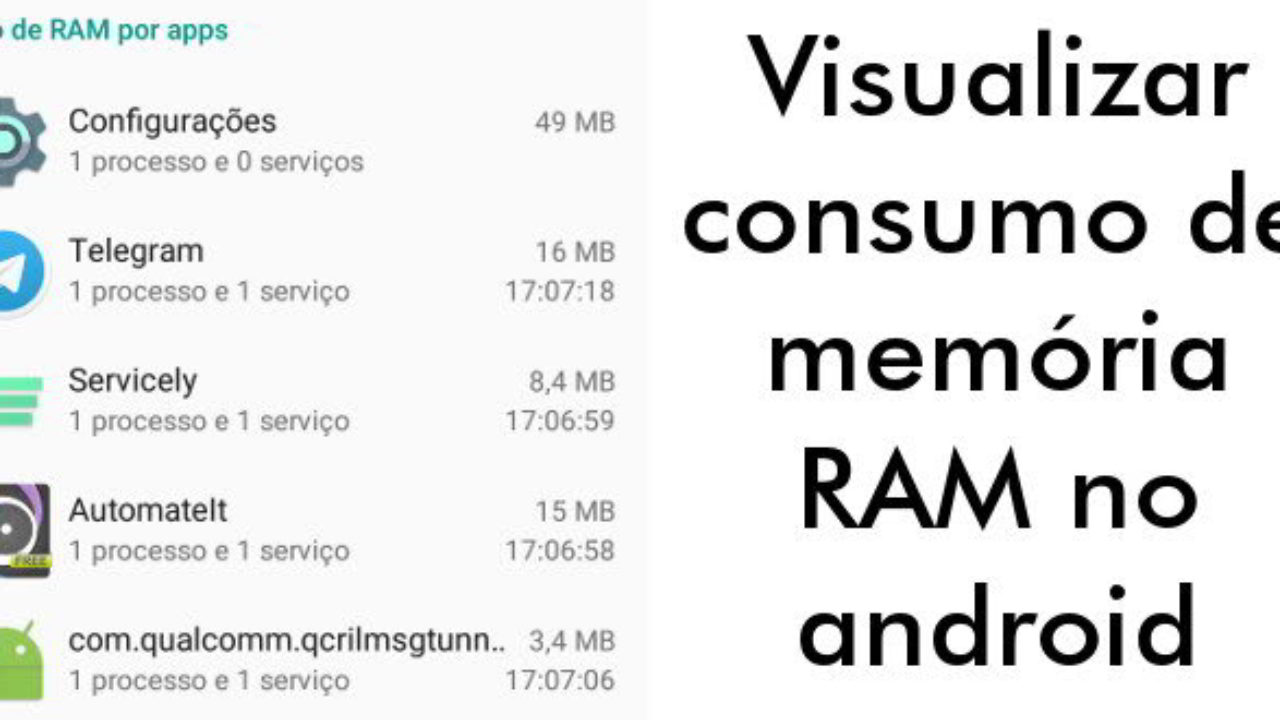 de RAM por apps
Configurações 49 MB
1 processo e 0 serviços
Telegram 16 MB
1 processo e 1 serviço 17:07:18
Servicely 8,4 MB
1 processo e 1 serviço 17:06:59
AutomateIt 15 MB
1 processo e 1 serviço 17:06:58
FREE
com.qualcomm.qcrilmsgtunn.. 3,4 MB
1 processo e 1 serviço 17:07:06
Visualizar
consumo de
memória
RAM no
android